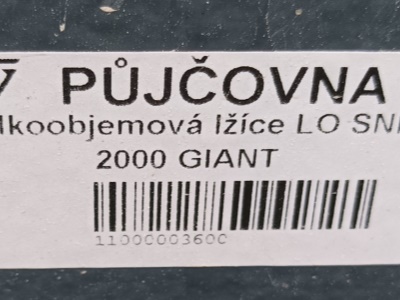 PŮJČOVNA
lkoobjemová lžíce LO SN
2000 GIANT
11000003600